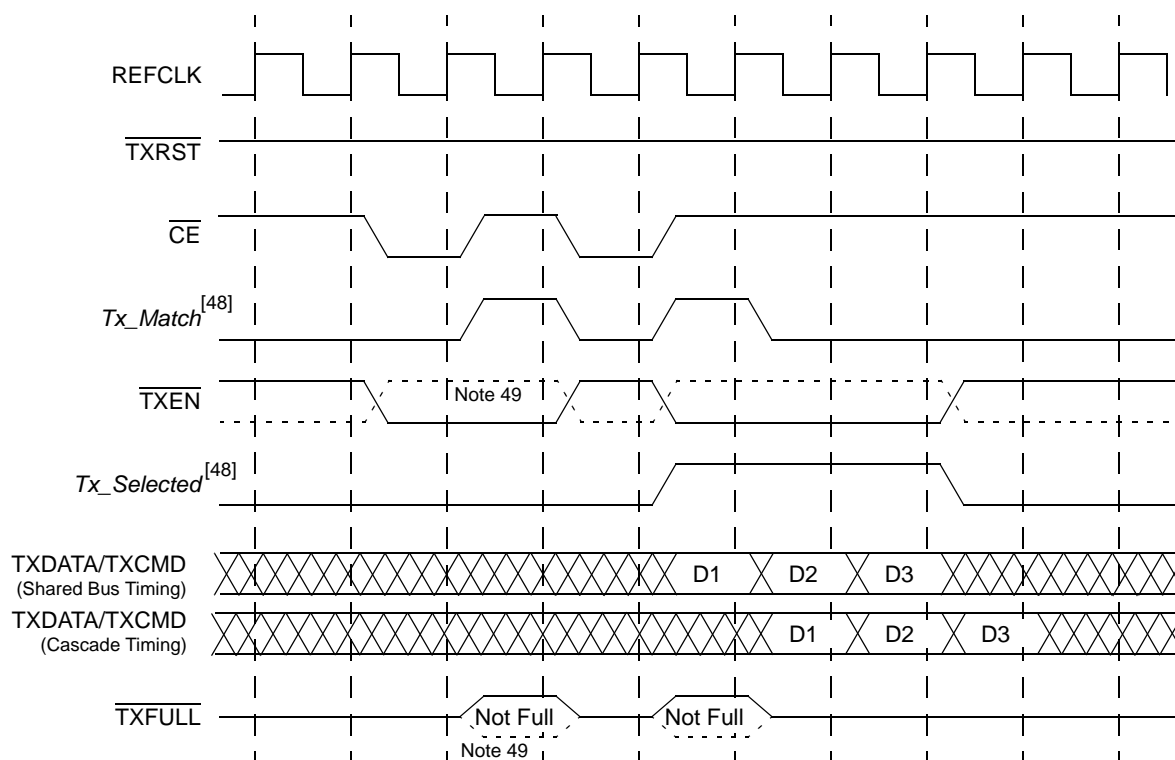 REFCLK
TXRST
CE
Tx_Match[48]
TXEN
Note 49
Tx_Selected[48]
TXDATA/TXCMD
(Shared Bus Timing)
D1 D2 D3
TXDATA/TXCMD
(Cascade Timing)
D1 D2 D3
TXFULL
Not Full Not Full
Note 49